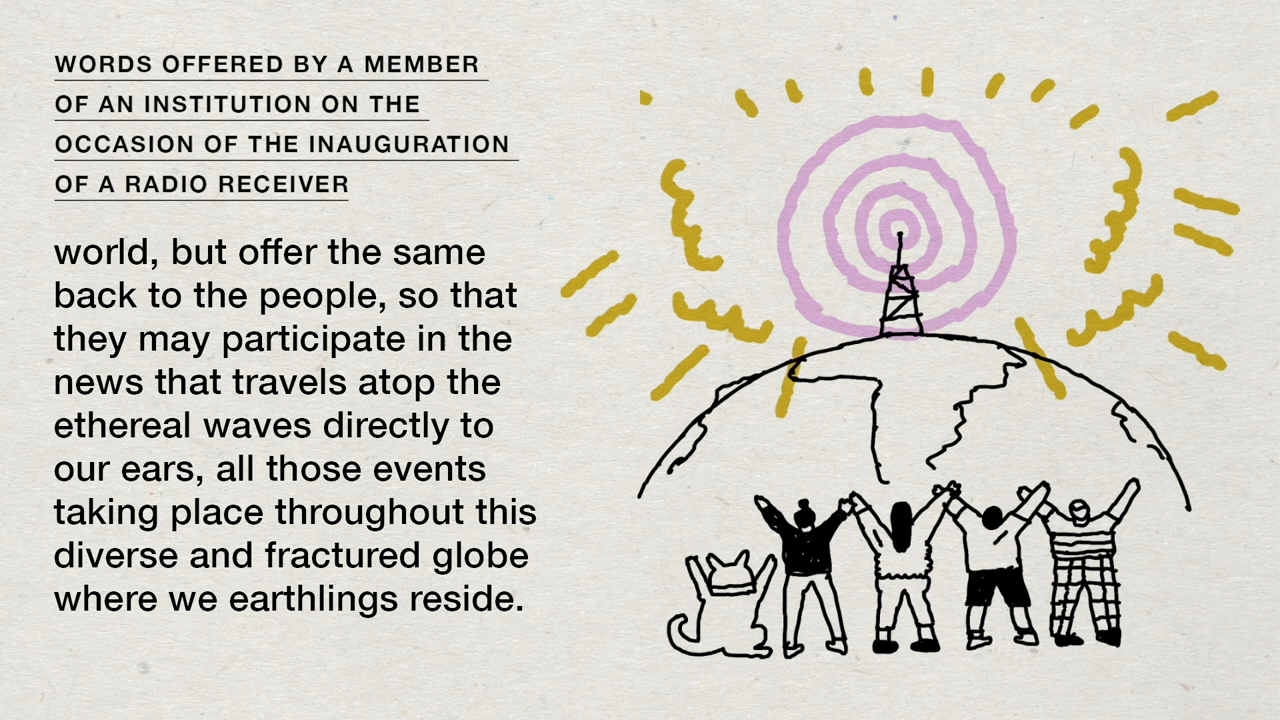 WORDS OFFERED BY A MEMBER
OF AN INSTITUTION ON THE
OCCASION OF THE INAUGURATION
OF A RADIO RECEIVER
world, but offer the same
back to the people, so that
they may participate in the
news that travels atop the
ethereal waves directly to
our ears, all those events
taking place throughout this
diverse and fractured globe
where we earthlings reside.